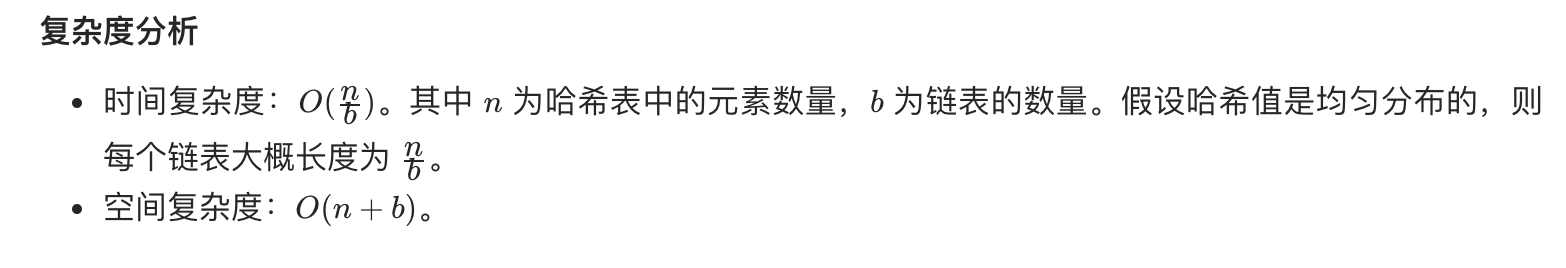 复杂度分析
• 时间复杂度：$O(\frac{n}{b})$。其中 $n$ 为哈希表中的元素数量，$b$ 为链表的数量。假设哈希值是均匀分布的，则
每个链表大概长度为 $\frac{n}{b}$。
• 空间复杂度：$O(n + b)$。